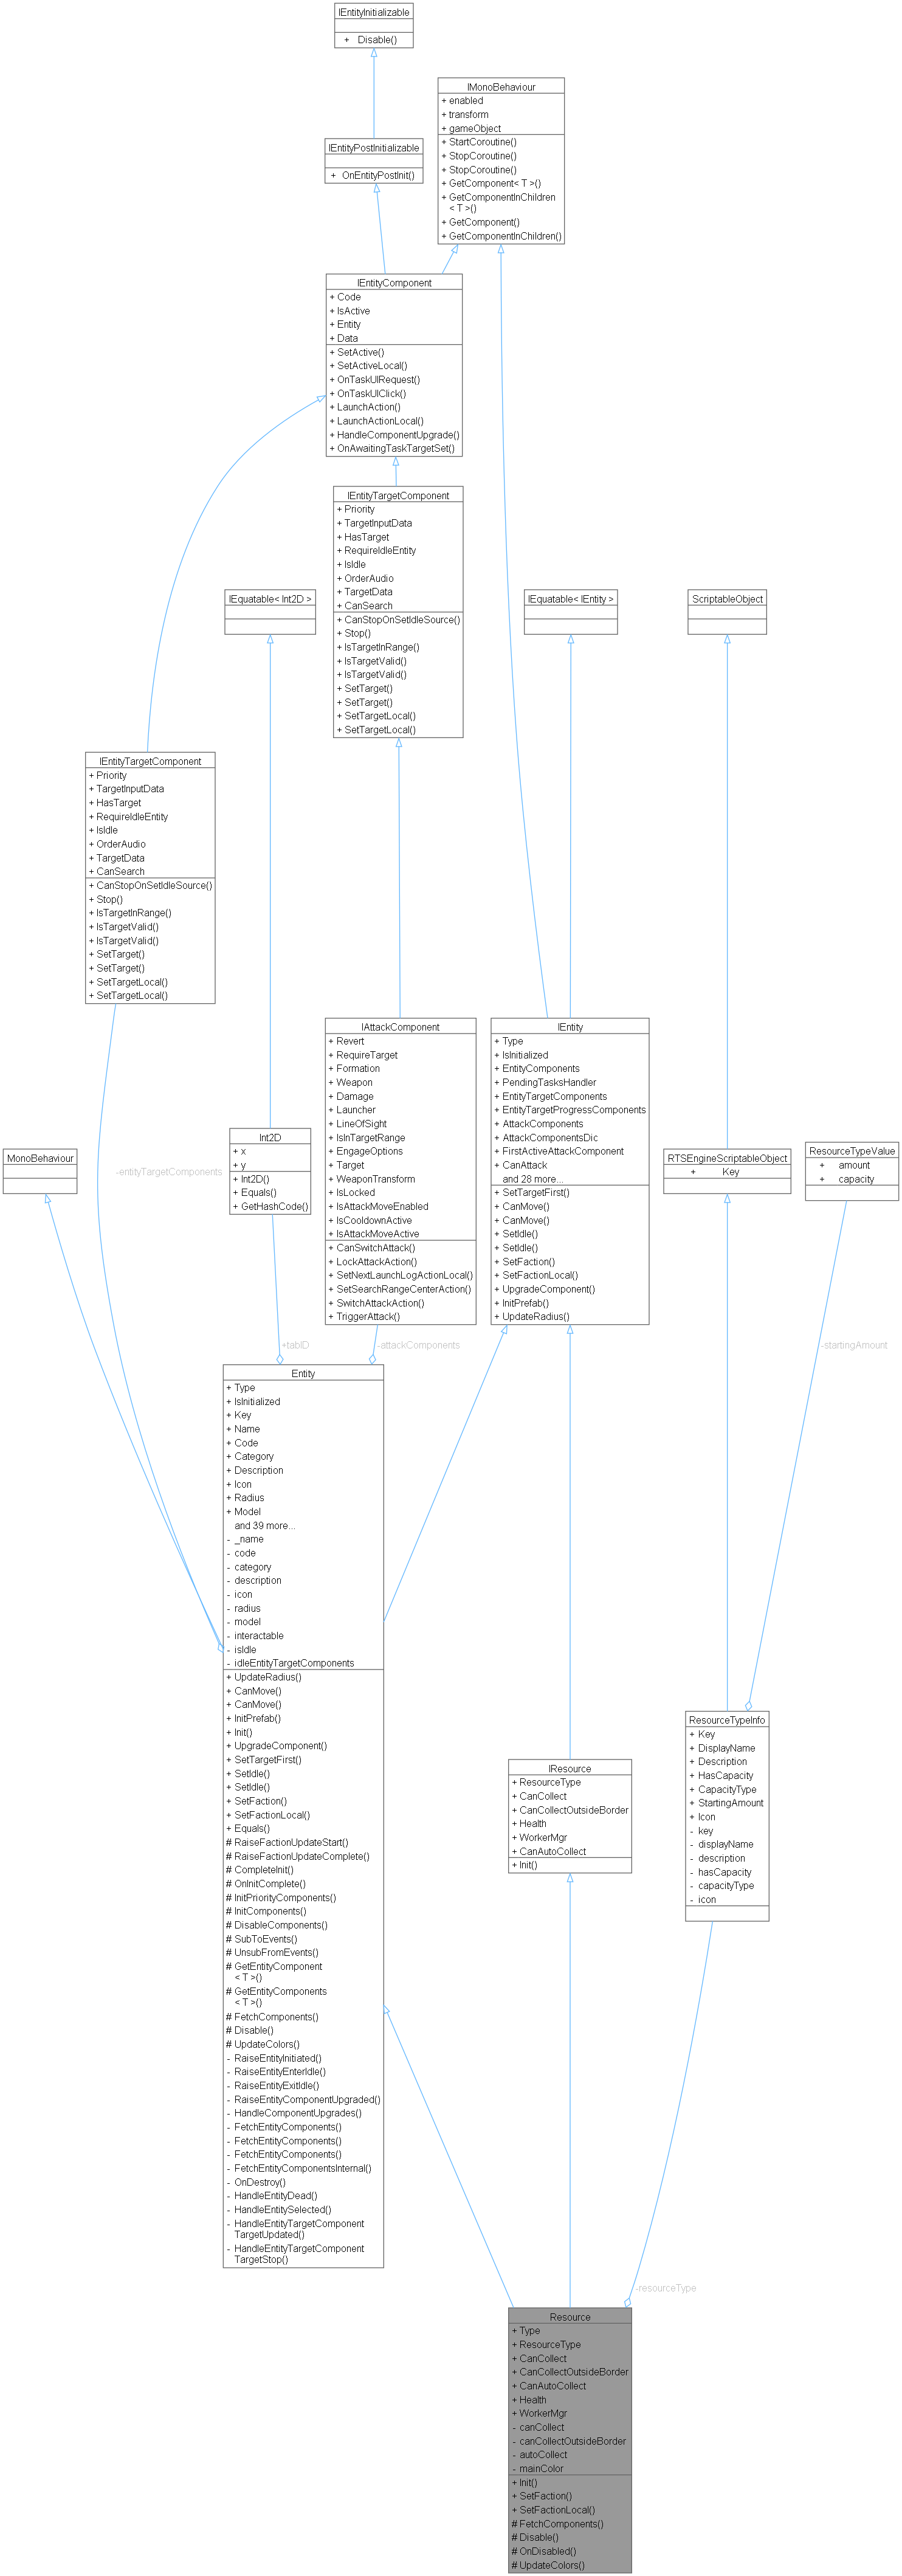 IEntityInitializable
+ Disable()
IMonoBehaviour
+ enabled
+ transform
+ gameObject
+ StartCoroutine()
+ StopCoroutine()
+ StopCoroutine()
+ GetComponent< T >()
+ GetComponentInChildren
< T >()
+ GetComponent()
+ GetComponentInChildren()
IEntityPostInitializable
+ OnEntityPostInit()
IEntityComponent
+ Code
+ IsActive
+ Entity
+ Data
+ SetActive()
+ SetActiveLocal()
+ OnTaskUIRequest()
+ OnTaskUIClick()
+ LaunchAction()
+ LaunchActionLocal()
+ HandleComponentUpgrade()
+ OnAwaitingTaskTargetSet()
IEntityTargetComponent
+ Priority
+ TargetInputData
+ HasTarget
+ RequireIdleEntity
+ IsIdle
+ OrderAudio
+ TargetData
+ CanSearch
+ CanStopOnSetIdleSource()
+ Stop()
+ IsTargetInRange()
+ IsTargetValid()
+ IsTargetValid()
+ SetTarget()
+ SetTarget()
+ SetTargetLocal()
+ SetTargetLocal()
IEquatable< Int2D >
IEquatable< IEntity >
ScriptableObject
IEntityTargetComponent
+ Priority
+ TargetInputData
+ HasTarget
+ RequireIdleEntity
+ IsIdle
+ OrderAudio
+ TargetData
+ CanSearch
+ CanStopOnSetIdleSource()
+ Stop()
+ IsTargetInRange()
+ IsTargetValid()
+ IsTargetValid()
+ SetTarget()
+ SetTarget()
+ SetTargetLocal()
+ SetTargetLocal()
IAttackComponent
+ Revert
+ RequireTarget
+ Formation
+ Weapon
+ Damage
+ Launcher
+ LineOfSight
+ IsInTargetRange
+ EngageOptions
+ Target
+ WeaponTransform
+ IsLocked
+ IsAttackMoveEnabled
+ IsCooldownActive
+ IsAttackMoveActive
+ CanSwitchAttack()
+ LockAttackAction()
+ SetNextLaunchLogActionLocal()
+ SetSearchRangeCenterAction()
+ SwitchAttackAction()
+ TriggerAttack()
IEntity
+ Type
+ IsInitialized
+ EntityComponents
+ PendingTasksHandler
+ EntityTargetComponents
+ EntityTargetProgressComponents
+ AttackComponents
+ AttackComponentsDic
+ FirstActiveAttackComponent
+ CanAttack
and 28 more...
+ SetTargetFirst()
+ CanMove()
+ CanMove()
+ SetIdle()
+ SetIdle()
+ SetFaction()
+ SetFactionLocal()
+ UpgradeComponent()
+ InitPrefab()
+ UpdateRadius()
MonoBehaviour
-entityTargetComponents
Int2D
+ x
+ y
+ Int2D()
+ Equals()
+ GetHashCode()
RTSEngineScriptableObject
+ Key
ResourceTypeValue
+ amount
+ capacity
+tabID
-attackComponents
-startingAmount
Entity
+ Type
+ IsInitialized
+ Key
+ Name
+ Code
+ Category
+ Description
+ Icon
+ Radius
+ Model
and 39 more...
- _name
- code
- category
- description
- icon
- radius
- model
- interactable
- isIdle
- idleEntityTargetComponents
+ UpdateRadius()
+ CanMove()
+ CanMove()
+ InitPrefab()
+ Init()
+ UpgradeComponent()
+ SetTargetFirst()
+ SetIdle()
+ SetIdle()
+ SetFaction()
+ SetFactionLocal()
+ Equals()
# RaiseFactionUpdateStart()
# RaiseFactionUpdateComplete()
# CompleteInit()
# OnInitComplete()
# InitPriorityComponents()
# InitComponents()
# DisableComponents()
# SubToEvents()
# UnsubFromEvents()
# GetEntityComponent
< T >()
# GetEntityComponents
< T >()
# FetchComponents()
# Disable()
# UpdateColors()
- RaiseEntityInitiated()
- RaiseEntityEnterIdle()
- RaiseEntityExitIdle()
- RaiseEntityComponentUpgraded()
- HandleComponentUpgrades()
- FetchEntityComponents()
- FetchEntityComponents()
- FetchEntityComponents()
- FetchEntityComponentsInternal()
- OnDestroy()
- HandleEntityDead()
- HandleEntitySelected()
- HandleEntityTargetComponent
TargetUpdated()
- HandleEntityTargetComponent
TargetStop()
IResource
+ ResourceType
+ CanCollect
+ CanCollectOutsideBorder
+ Health
+ WorkerMgr
+ CanAutoCollect
+ Init()
ResourceTypeInfo
+ Key
+ DisplayName
+ Description
+ HasCapacity
+ CapacityType
+ StartingAmount
+ Icon
- key
- displayName
- description
- hasCapacity
- capacityType
- icon
-resourceType
Resource
+ Type
+ ResourceType
+ CanCollect
+ CanCollectOutsideBorder
+ CanAutoCollect
+ Health
+ WorkerMgr
- canCollect
- canCollectOutsideBorder
- autoCollect
- mainColor
+ Init()
+ SetFaction()
+ SetFactionLocal()
# FetchComponents()
# Disable()
# OnDisabled()
# UpdateColors()